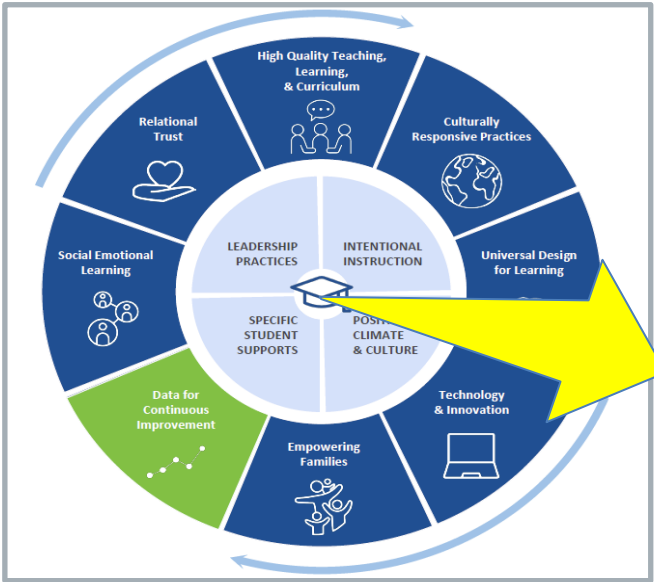 High Quality Teaching,
Learning,
& Curriculum
Culturally
Responsive Practices
Universal Design
for Learning
Technology
& Innovation
Empowering
Families
Data for
Continuous
Improvement
Social Emotional
Learning
Relational
Trust
LEADERSHIP
PRACTICES
INTENTIONAL
INSTRUCTION
SPECIFIC
STUDENT
SUPPORTS
CLIMATE
& CULTURE